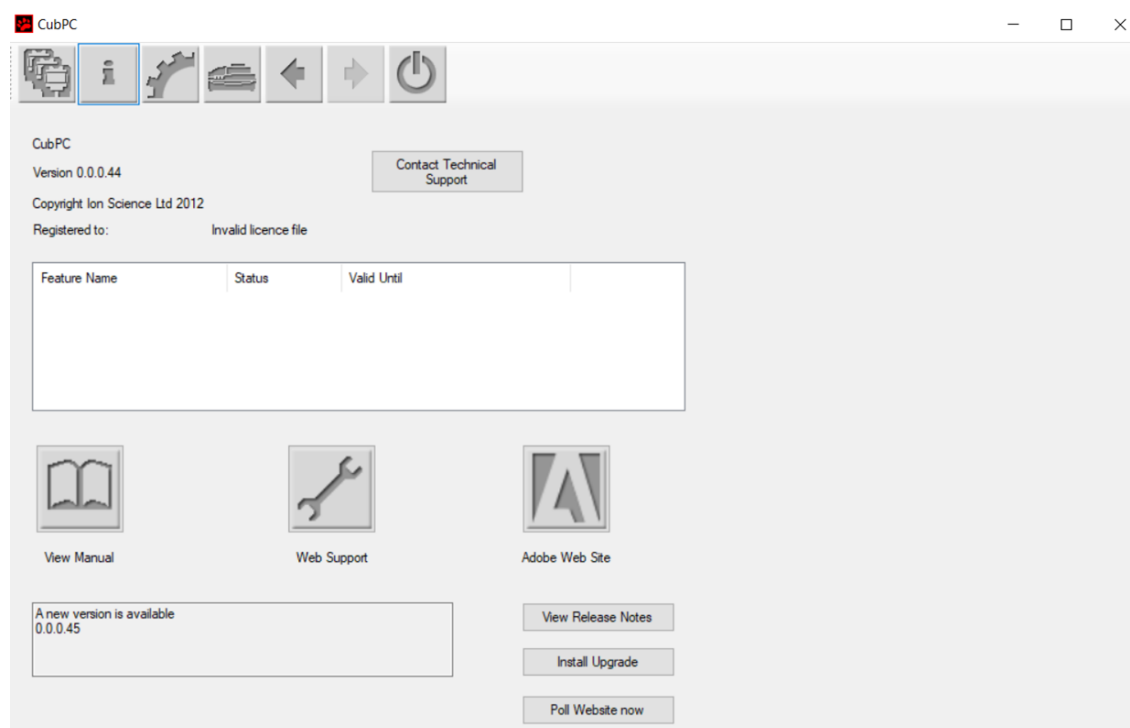 CubPC
CubPC
Version 0.0.0.44
Contact Technical
Support
Copyright Ion Science Ltd 2012
Registered to: Invalid licence file
Feature Name Status Valid Until
View Manual Web Support Adobe Web Site
A new version is available
0.0.0.45
View Release Notes
Install Upgrade
Poll Website now